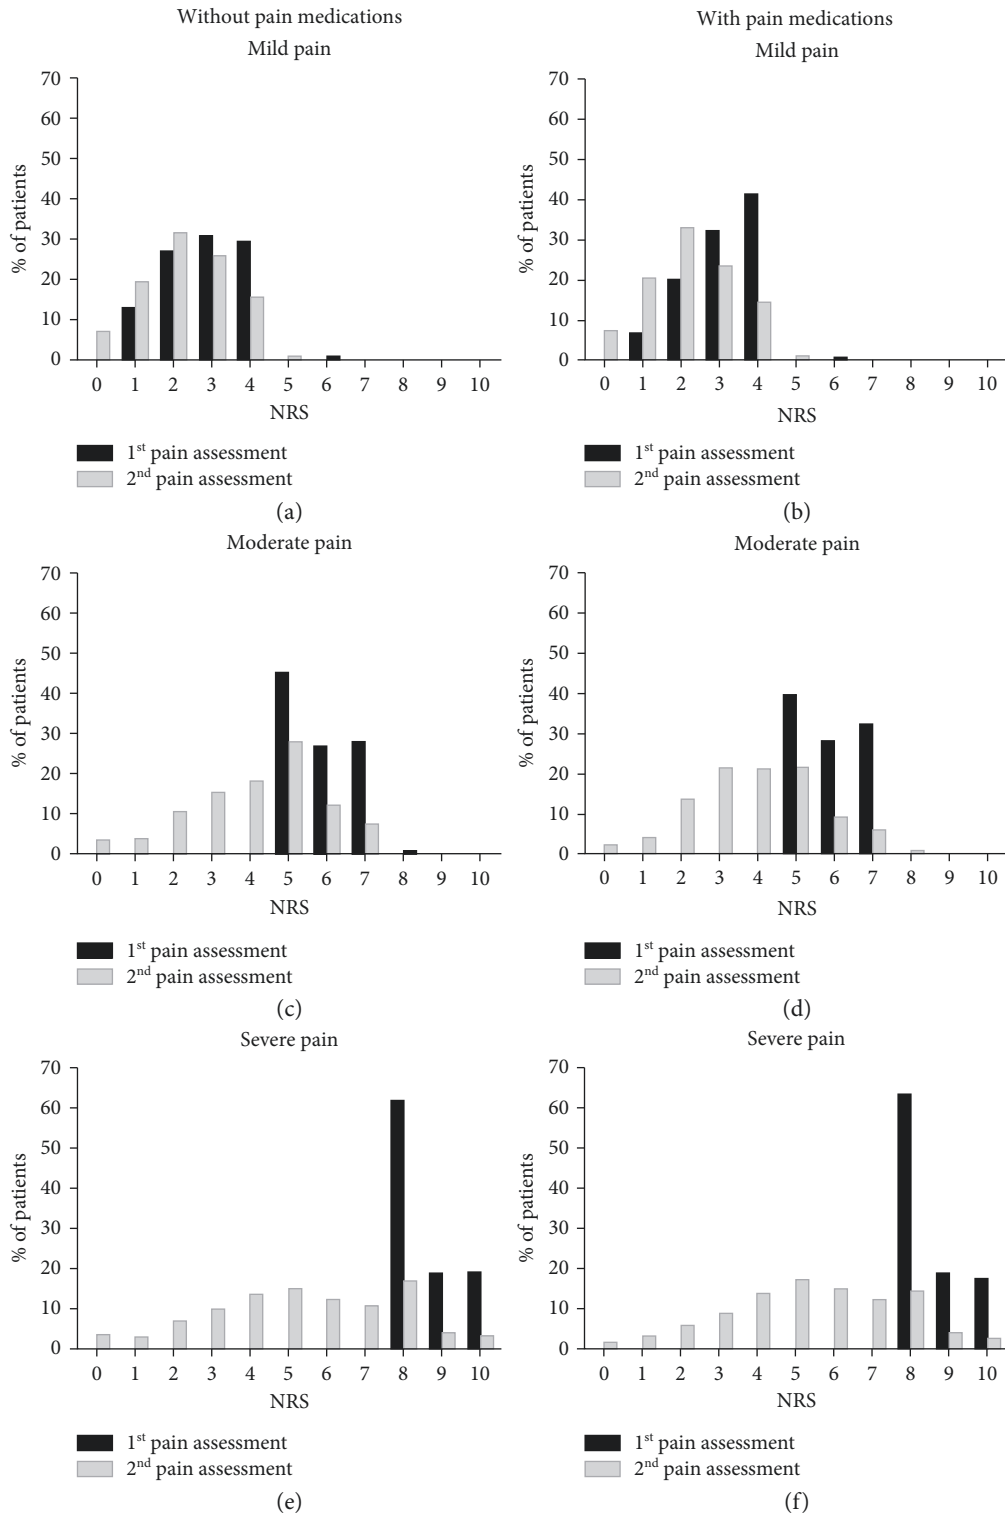 Without pain medications
Mild pain
% of patients
70
60
50
40
30
20
10
0
0 1 2 3 4 5 6 7 8 9 10
NRS
1st pain assessment
2nd pain assessment
(a)
With pain medications
Mild pain
% of patients
70
60
50
40
30
20
10
0
0 1 2 3 4 5 6 7 8 9 10
NRS
1st pain assessment
2nd pain assessment
(b)
Moderate pain
% of patients
70
60
50
40
30
20
10
0
0 1 2 3 4 5 6 7 8 9 10
NRS
1st pain assessment
2nd pain assessment
(c)
Moderate pain
% of patients
70
60
50
40
30
20
10
0
0 1 2 3 4 5 6 7 8 9 10
NRS
1st pain assessment
2nd pain assessment
(d)
Severe pain
% of patients
70
60
50
40
30
20
10
0
0 1 2 3 4 5 6 7 8 9 10
NRS
1st pain assessment
2nd pain assessment
(e)
Severe pain
% of patients
70
60
50
40
30
20
10
0
0 1 2 3 4 5 6 7 8 9 10
NRS
1st pain assessment
2nd pain assessment
(f)